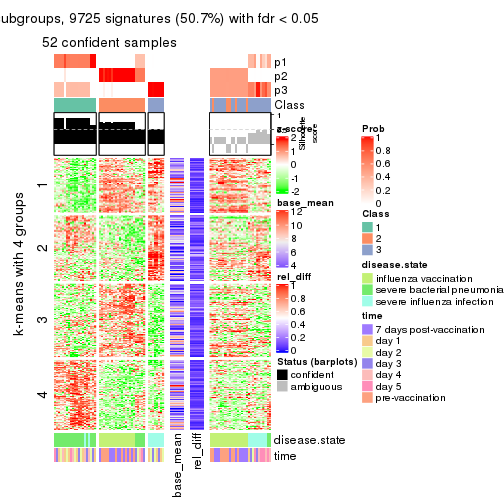 ubgroups, 9725 signatures (50.7%) with fdr < 0.05
52 confident samples
p1
p2
p3
Class
1
Silhouette
score
z-score
2
1
0
-1
-2
base_mean
12
10
8
6
4
rel_diff
1
0.8
0.6
0.4
0.2
0
Status (barplots)
confident
ambiguous
Prob
1
0.8
0.6
0.4
0.2
0
Class
1
2
3
disease.state
influenza vaccination
severe bacterial pneumonia
severe influenza infection
time
7 days post-vaccination
day 1
day 2
day 3
day 4
day 5
pre-vaccination
k-means with 4 groups
1
2
3
4
disease.state
time
base_mean
rel_diff